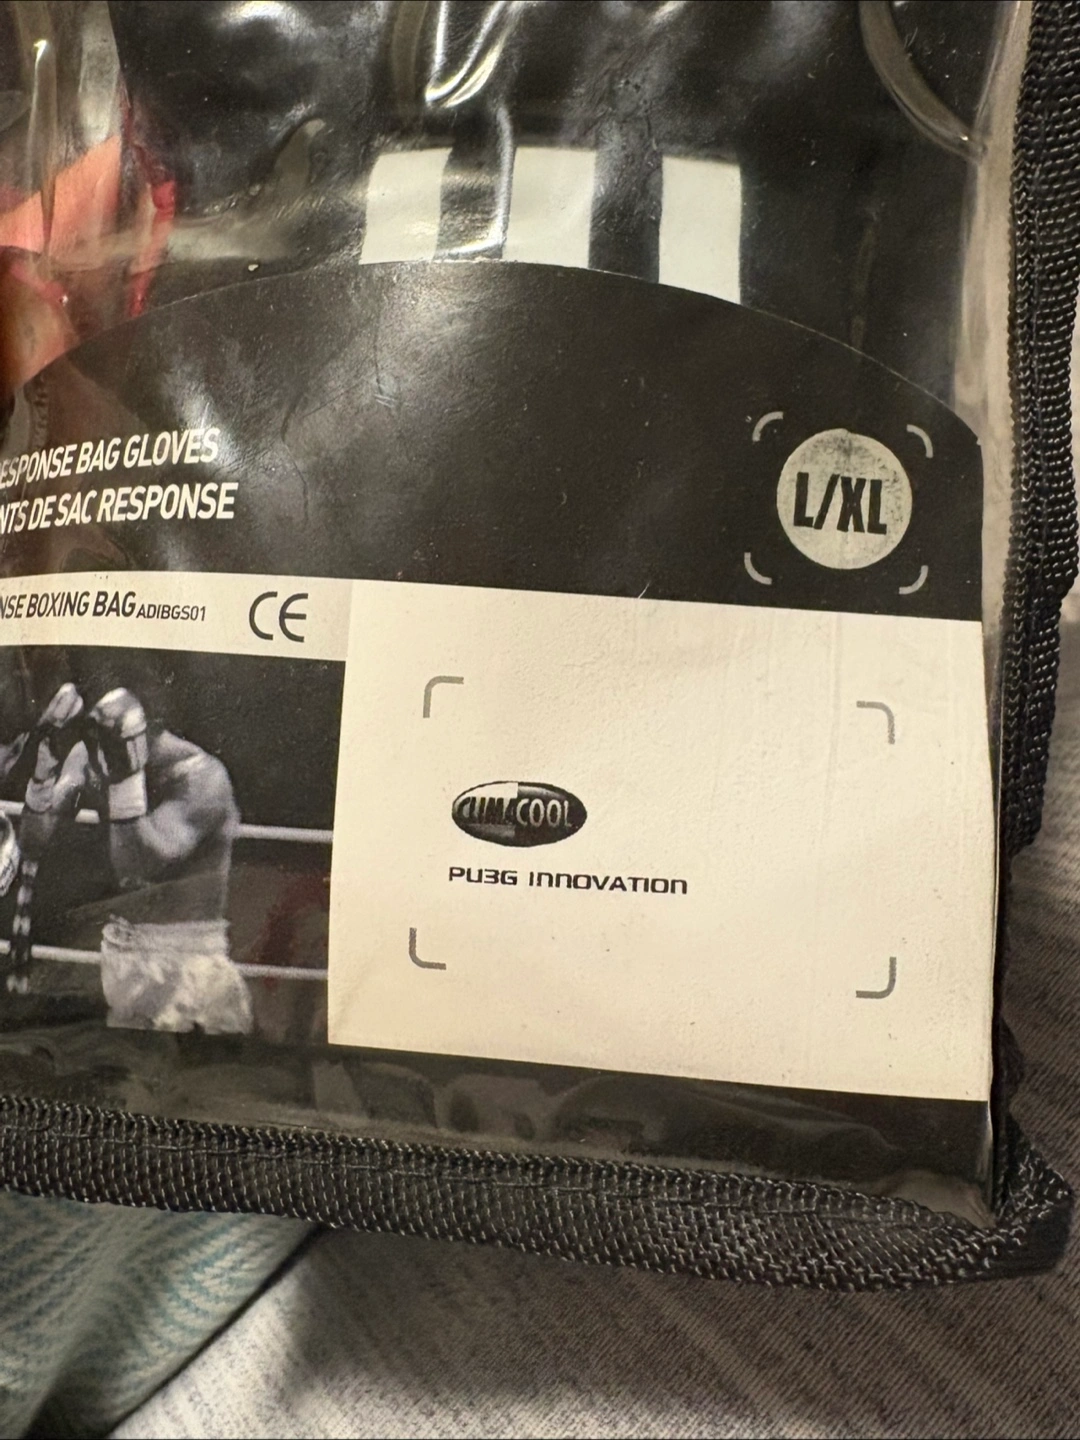 ESPONSE BAG GLOVES
NTS DE SAC RESPONSE
L/XL
NSE BOXING BAG ADIBGS01
CE
CLIMACOOL
PU3G INNOVATION